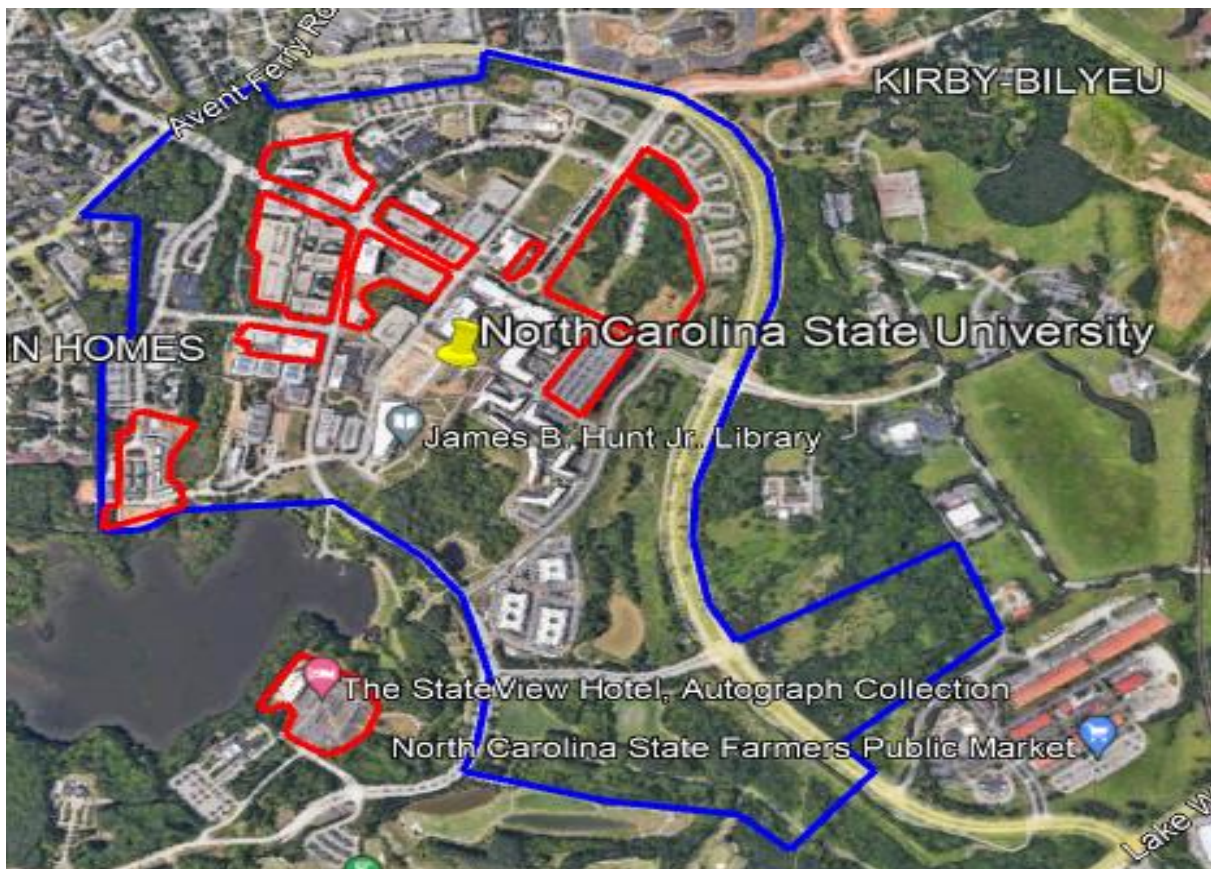 Avent Ferry Ro
KIRBY-BILYEU
NorthCarolina State University
N HOMES
James B. Hunt Jr. Library
The StateView Hotel, Autograph Collection
North Carolina State Farmers Public Market
Lake W